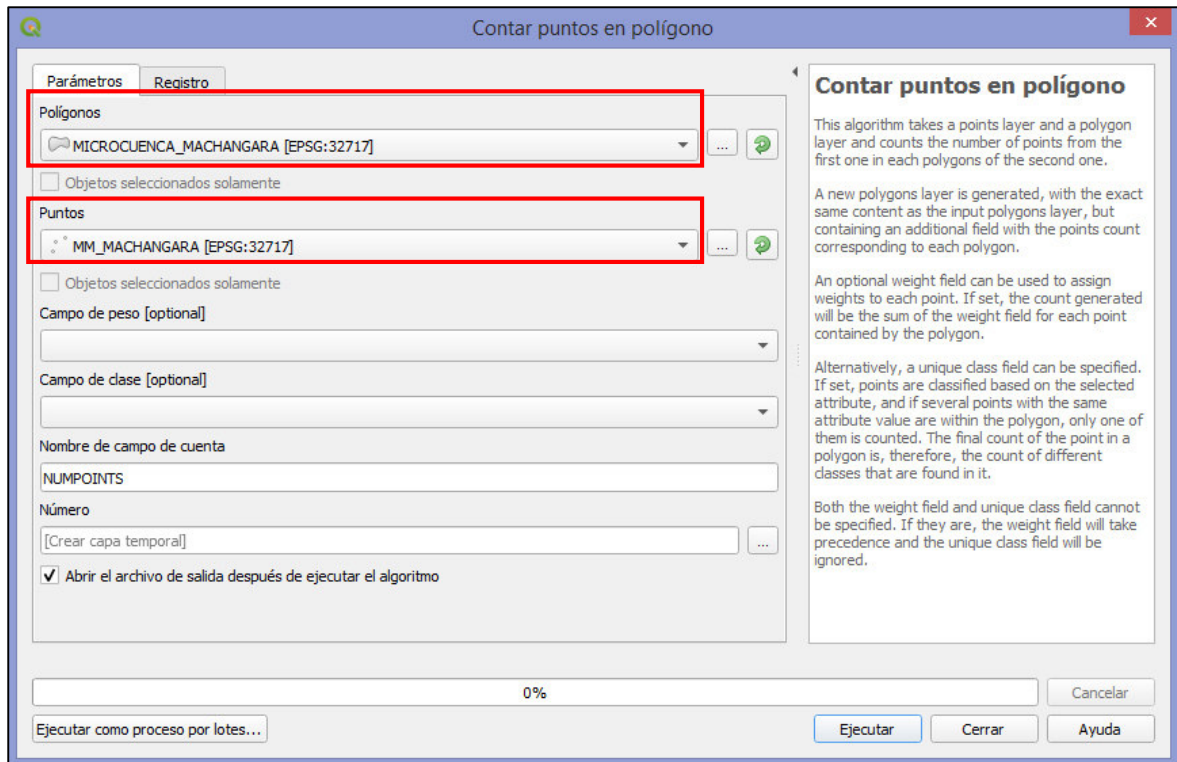 Contar puntos en polígono
Parámetros
Registro
Polígonos
MICROCUENCA_MACHANGARA [EPSG:32717]
...
Objetos seleccionados solamente
Puntos
MM_MACHANGARA [EPSG:32717]
...
Objetos seleccionados solamente
Campo de peso [optional]
Campo de clase [optional]
Nombre de campo de cuenta
NUMPOINTS
Número
[Crear capa temporal]
...
Abrir el archivo de salida después de ejecutar el algoritmo
Contar puntos en polígono
This algorithm takes a points layer and a polygon
layer and counts the number of points from the
first one in each polygons of the second one.
A new polygons layer is generated, with the exact
same content as the input polygons layer, but
containing an additional field with the points count
corresponding to each polygon.
An optional weight field can be used to assign
weights to each point. If set, the count generated
will be the sum of the weight field for each point
contained by the polygon.
Alternatively, a unique class field can be specified.
If set, points are classified based on the selected
attribute, and if several points with the same
attribute value are within the polygon, only one of
them is counted. The final count of the point in a
polygon is, therefore, the count of different
classes that are found in it.
Both the weight field and unique class field cannot
be specified. If they are, the weight field will take
precedence and the unique class field will be
ignored.
0%
Cancelar
Ejecutar como proceso por lotes...
Ejecutar
Cerrar
Ayuda